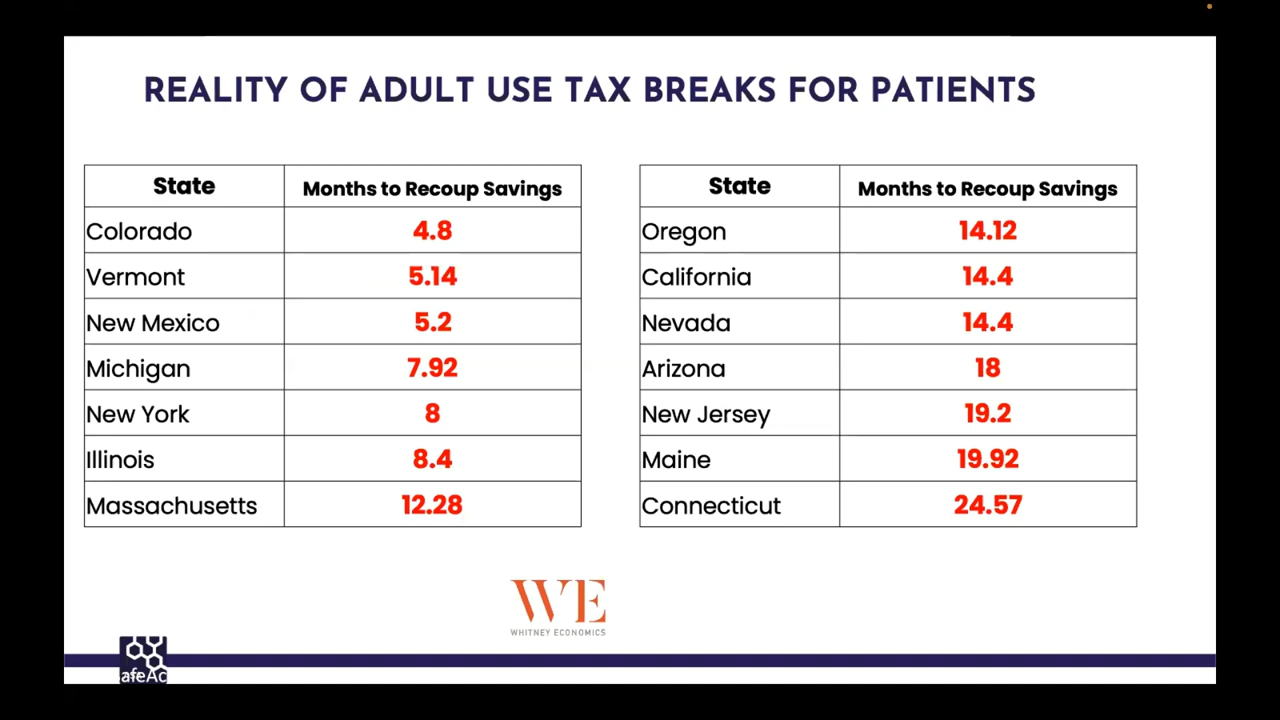 REALITY OF ADULT USE TAX BREAKS FOR PATIENTS
State Months to Recoup Savings
Colorado 4.8
Vermont 5.14
New Mexico 5.2
Michigan 7.92
New York 8
Illinois 8.4
Massachusetts 12.28
State Months to Recoup Savings
Oregon 14.12
California 14.4
Nevada 14.4
Arizona 18
New Jersey 19.2
Maine 19.92
Connecticut 24.57
WE
WHITNEY ECONOMICS
afeAc